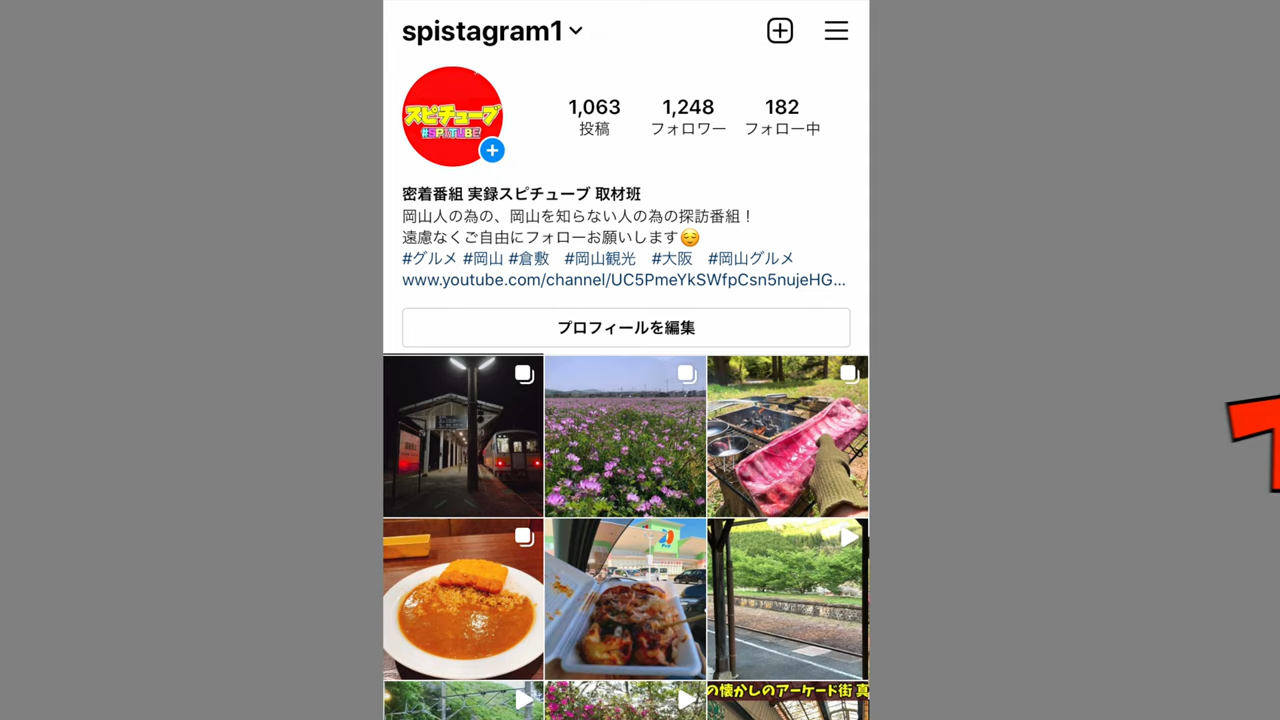 spistagram1
スピチューブ
#SPITUBE
1,063 1,248 182
投稿 フォロワー フォロー中
密着番組 実録スピチューブ 取材班
岡山人の為の、岡山を知らない人の為の探訪番組！
遠慮なくご自由にフォローお願いします😌
#グルメ #岡山 #倉敷 #岡山観光 #大阪 #岡山グルメ
www.youtube.com/channel/UC5PmeYkSWfpCsn5nujeHG...
プロフィールを編集
の懐かしのアーケード街 真